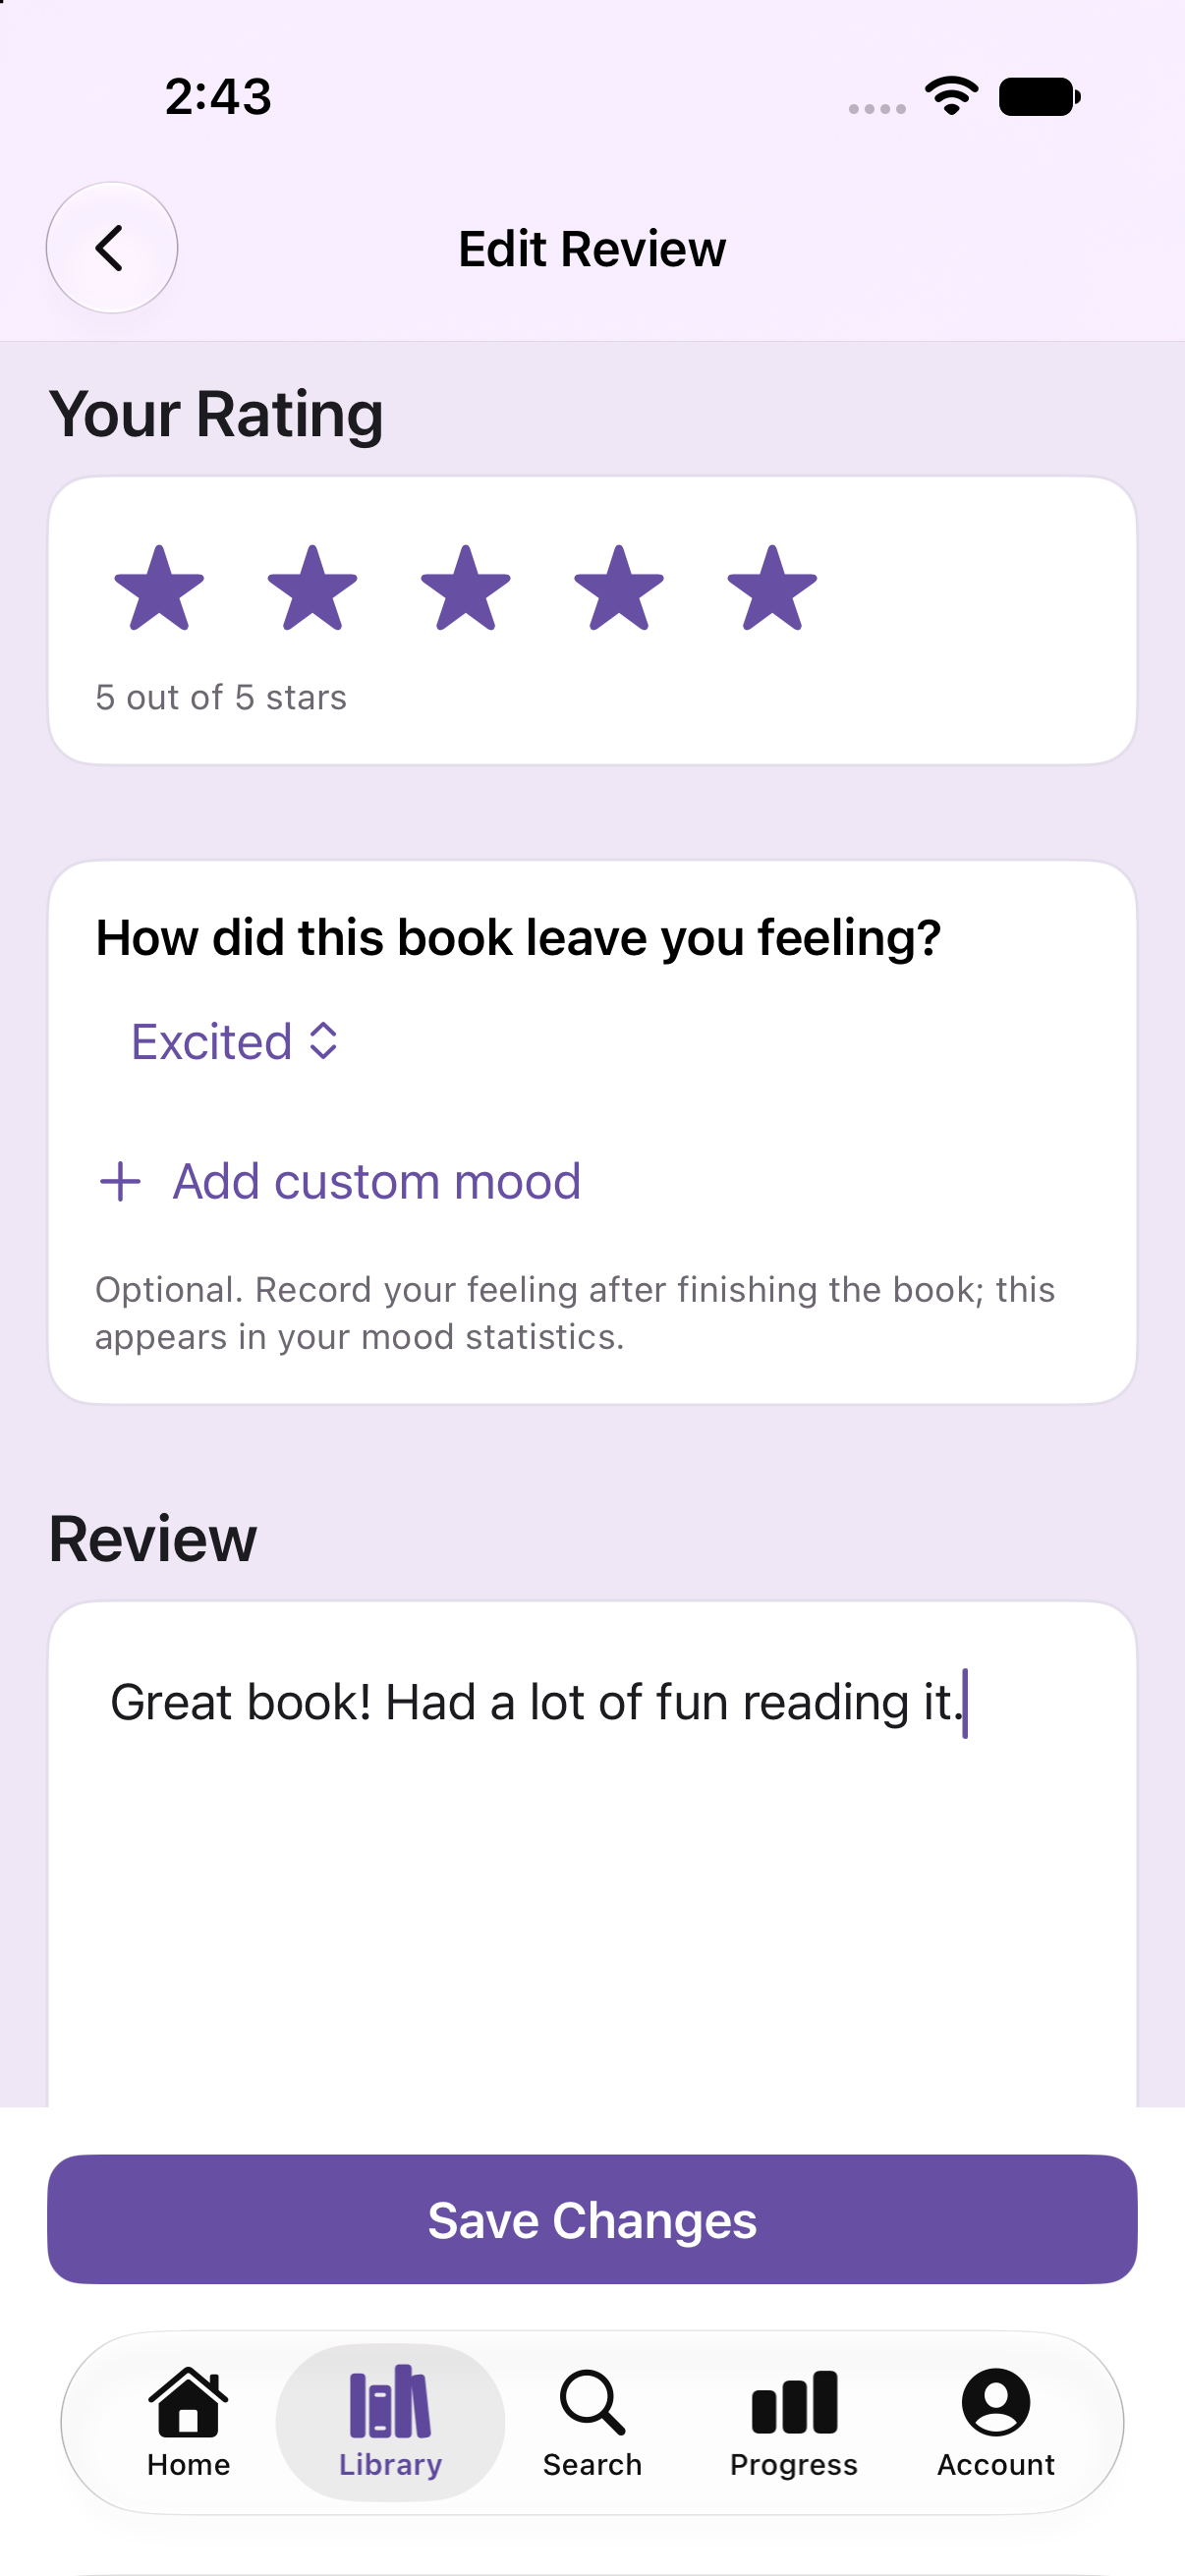 2:43
Edit Review
Your Rating
5 out of 5 stars
How did this book leave you feeling?
Excited
Add custom mood
Optional. Record your feeling after finishing the book; this
appears in your mood statistics.
Review
Great book! Had a lot of fun reading it.
Save Changes
Home
Library
Search
Progress
Account